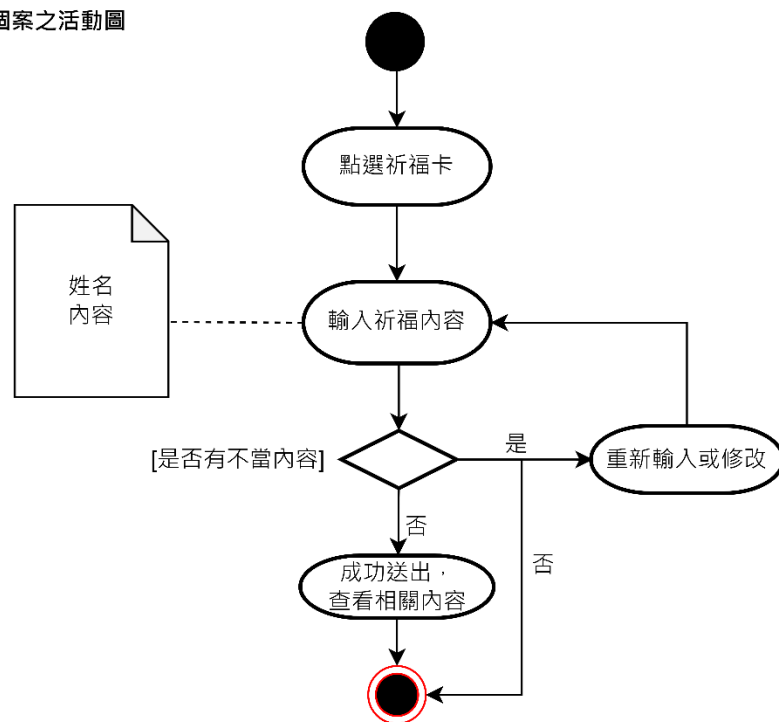 個案之活動圖
點選祈福卡
姓名
內容
輸入祈福內容
[是否有不當內容]
是
重新輸入或修改
否
否
成功送出，
查看相關內容